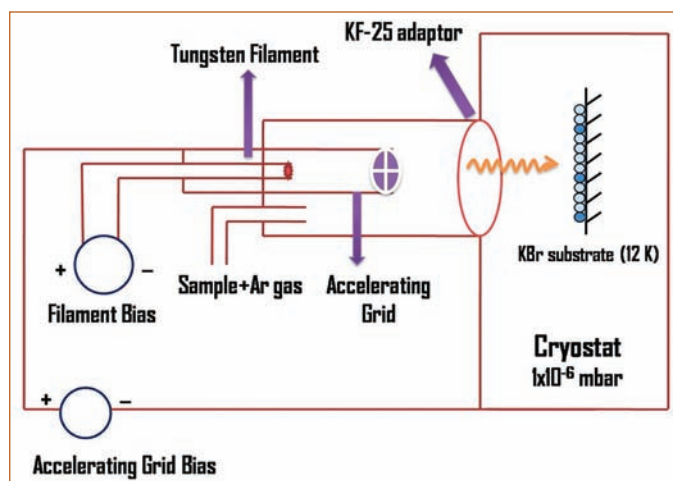 KF-25 adaptor
Tungsten Filament
+
−
Filament Bias
Sample+Ar gas
Accelerating
Grid
KBr substrate (12 K)
Cryostat
1x10⁻⁶ mbar
+
−
Accelerating Grid Bias